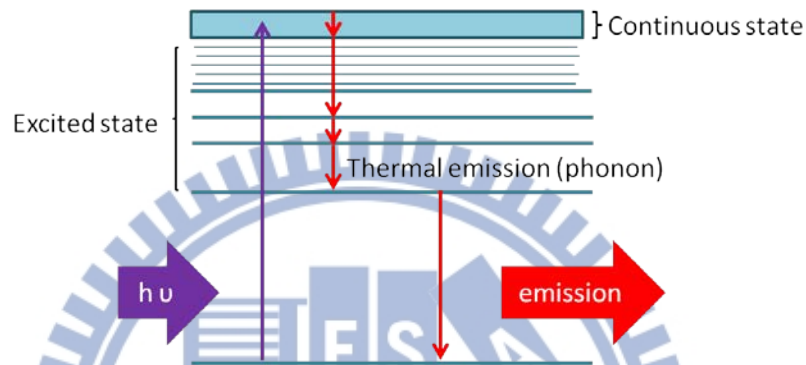 Continuous state
Excited state
Thermal emission (phonon)
h υ
emission
E S A